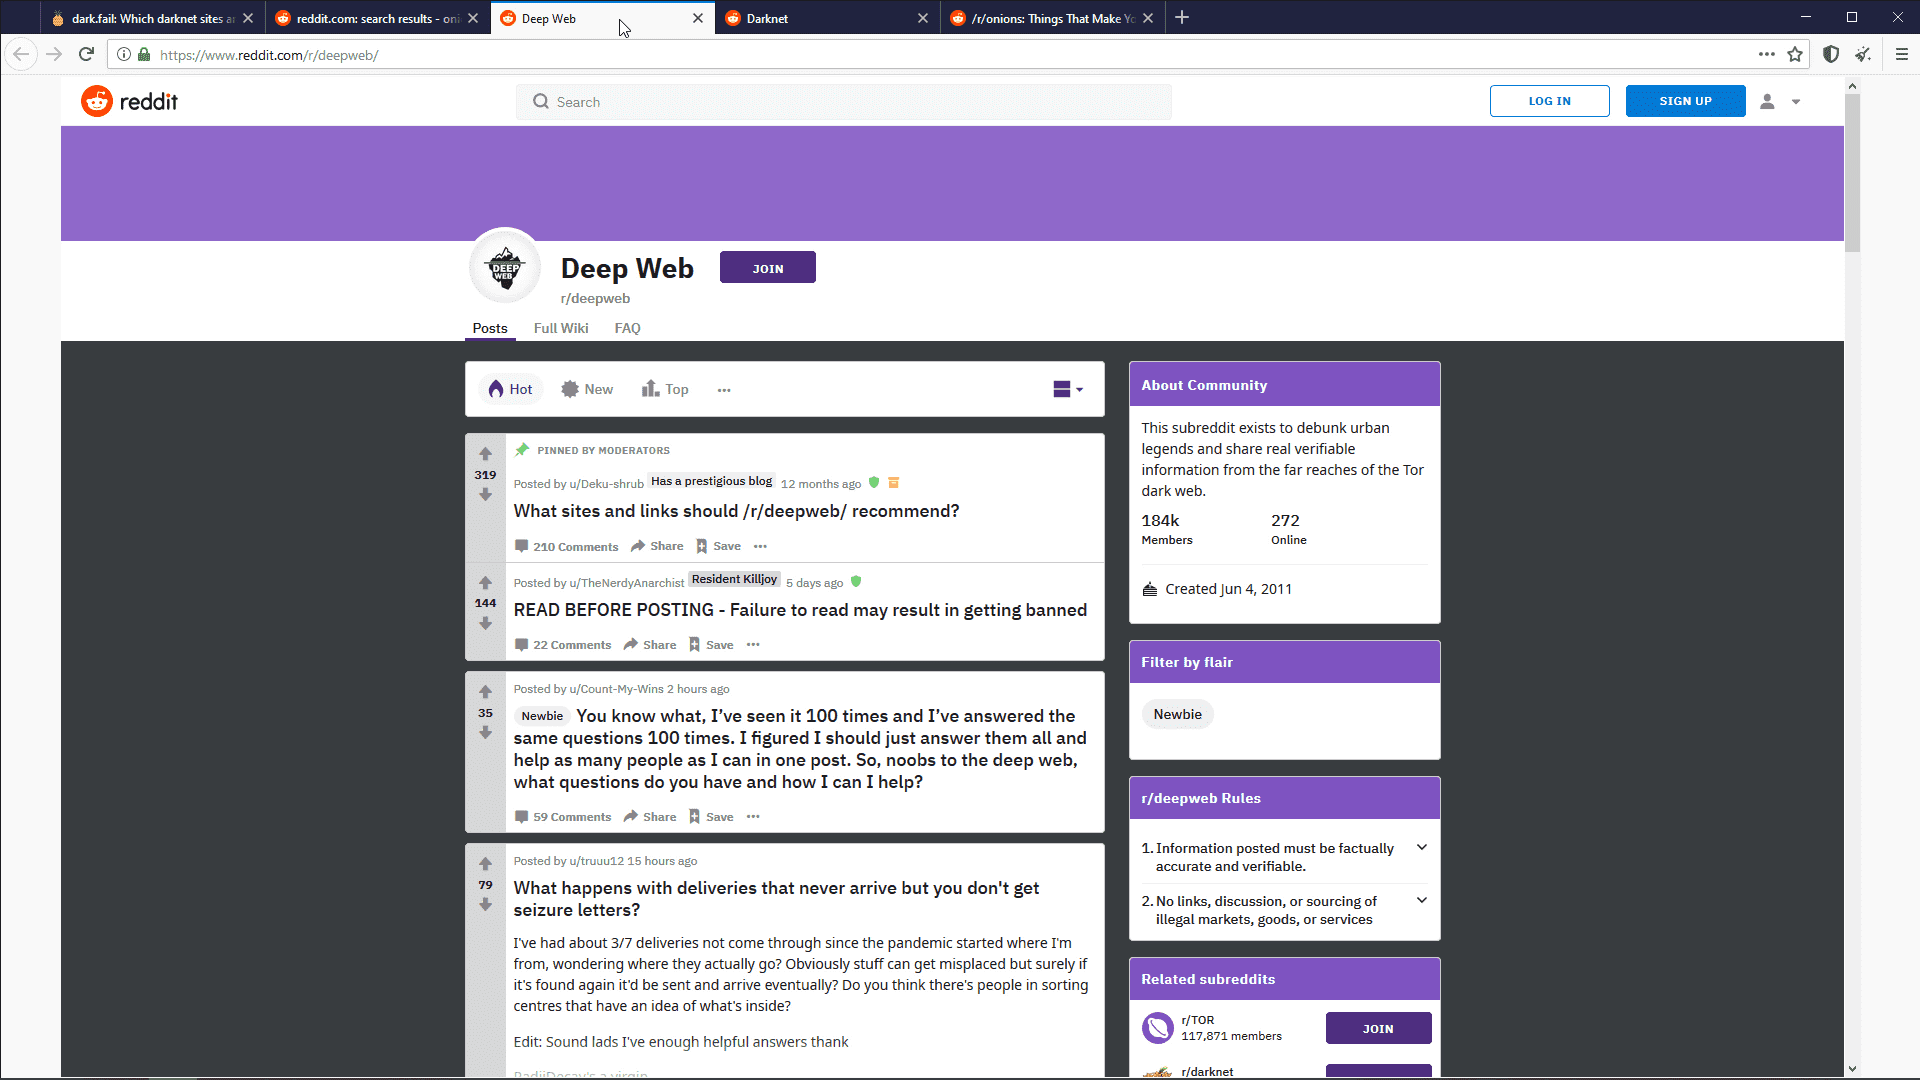 dark.fail: Which darknet sites a
reddit.com: search results - oni
Deep Web
Darknet
/r/onions: Things That Make Yo
https://www.reddit.com/r/deepweb/
reddit
Search
LOG IN
SIGN UP
DEEP
WEB
Deep Web
JOIN
r/deepweb
Posts
Full Wiki
FAQ
Hot
New
Top
PINNED BY MODERATORS
319
Posted by u/Deku-shrub Has a prestigious blog 12 months ago
What sites and links should /r/deepweb/ recommend?
210 Comments Share Save
144
Posted by u/TheNerdyAnarchist Resident Killjoy 5 days ago
READ BEFORE POSTING - Failure to read may result in getting banned
22 Comments Share Save
35
Posted by u/Count-My-Wins 2 hours ago
Newbie You know what, I've seen it 100 times and I've answered the
same questions 100 times. I figured I should just answer them all and
help as many people as I can in one post. So, noobs to the deep web,
what questions do you have and how I can I help?
59 Comments Share Save
79
Posted by u/truuu12 15 hours ago
What happens with deliveries that never arrive but you don't get
seizure letters?
I've had about 3/7 deliveries not come through since the pandemic started where I'm
from, wondering where they actually go? Obviously stuff can get misplaced but surely if
it's found again it'd be sent and arrive eventually? Do you think there's people in sorting
centres that have an idea of what's inside?
Edit: Sound lads I've enough helpful answers thank
About Community
This subreddit exists to debunk urban
legends and share real verifiable
information from the far reaches of the Tor
dark web.
184k
Members
272
Online
Created Jun 4, 2011
Filter by flair
Newbie
r/deepweb Rules
1. Information posted must be factually
accurate and verifiable.
2. No links, discussion, or sourcing of
illegal markets, goods, or services
Related subreddits
r/TOR
117,871 members
JOIN
r/darknet